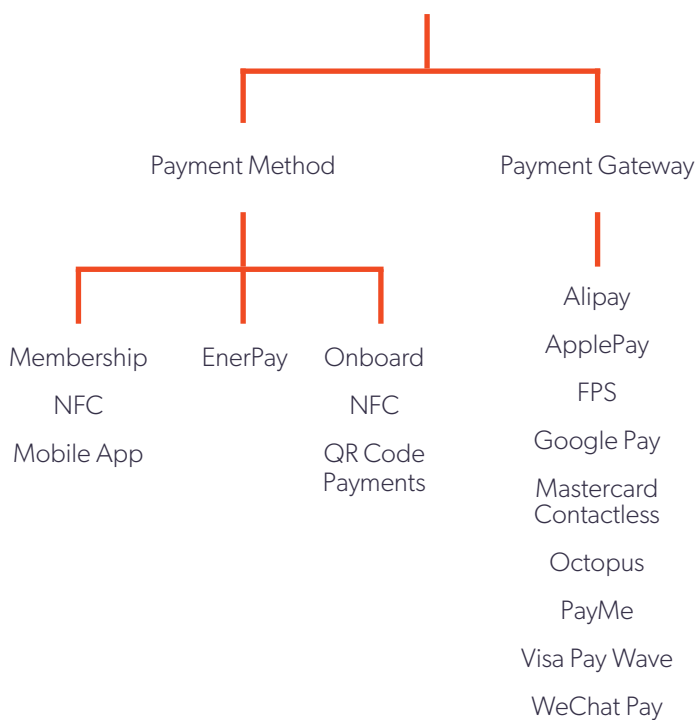 Payment Method
Payment Gateway
Membership
NFC
Mobile App
EnerPay
Onboard
NFC
QR Code
Payments
Alipay
ApplePay
FPS
Google Pay
Mastercard
Contactless
Octopus
PayMe
Visa Pay Wave
WeChat Pay